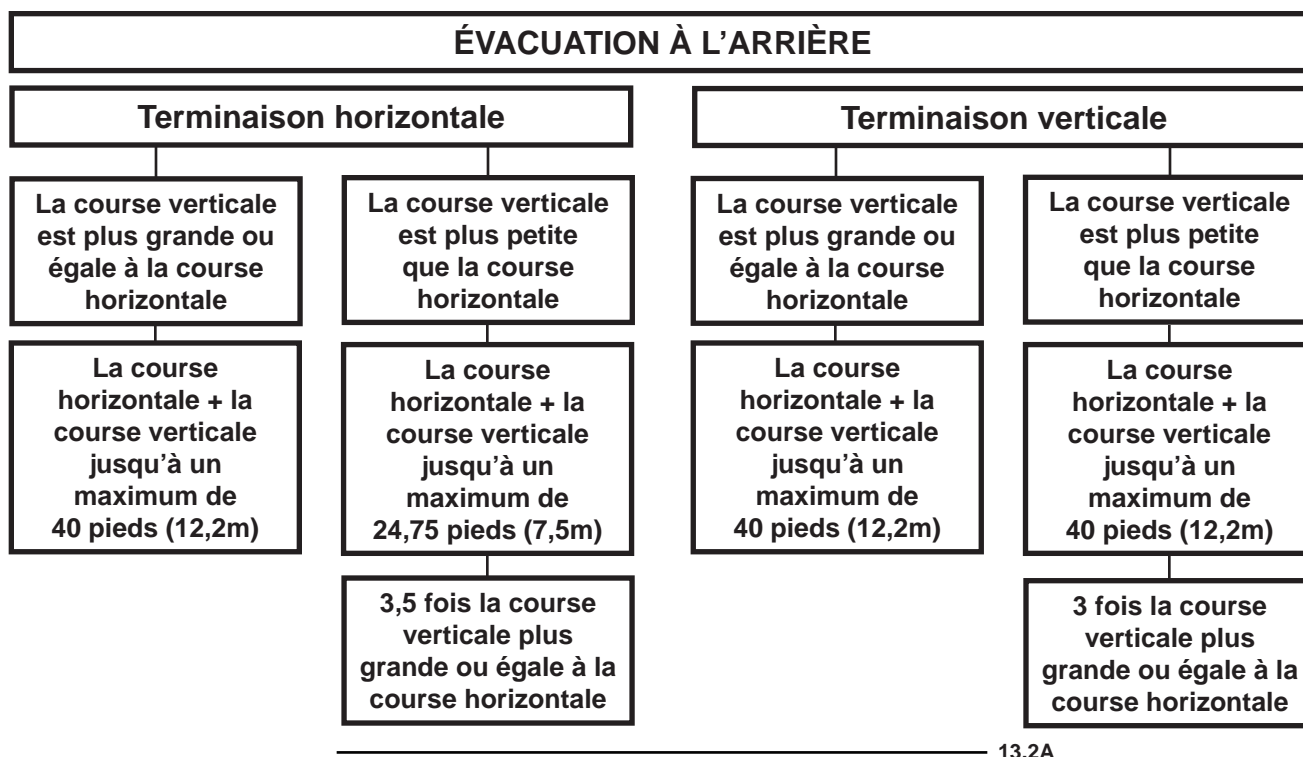 ÉVACUATION À L’ARRIÈRE
Terminaison horizontale
La course verticale
est plus grande ou
égale à la course
horizontale
La course
horizontale + la
course verticale
jusqu’à un
maximum de
40 pieds (12,2m)
La course verticale
est plus petite
que la course
horizontale
La course
horizontale + la
course verticale
jusqu’à un
maximum de
24,75 pieds (7,5m)
3,5 fois la course
verticale plus
grande ou égale à la
course horizontale
Terminaison verticale
La course verticale
est plus grande ou
égale à la course
horizontale
La course
horizontale + la
course verticale
jusqu’à un
maximum de
40 pieds (12,2m)
La course verticale
est plus petite
que la course
horizontale
La course
horizontale + la
course verticale
jusqu’à un
maximum de
40 pieds (12,2m)
3 fois la course
verticale plus
grande ou égale à la
course horizontale
13,2A